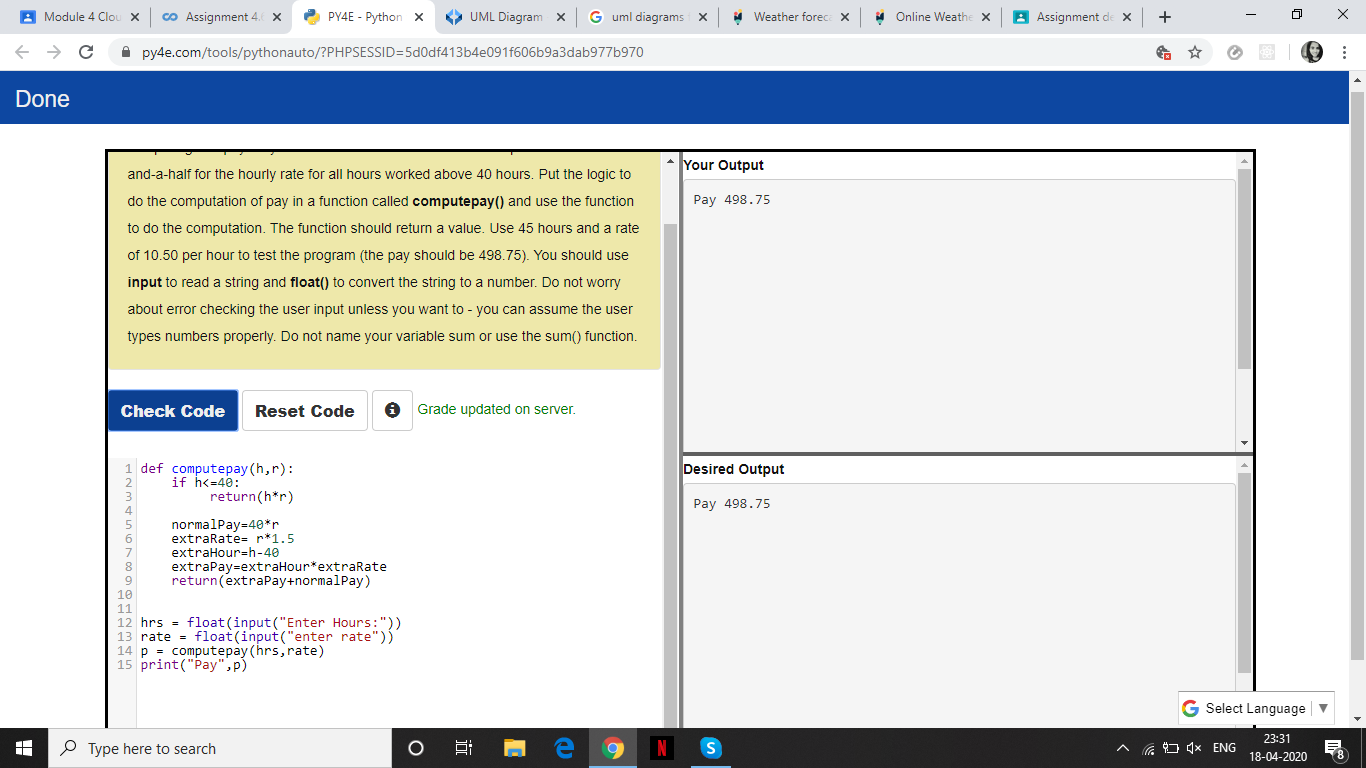 Module 4 Clou
Assignment 4.
PY4E - Python
UML Diagram
uml diagrams
Weather foreca
Online Weathe
Assignment de
py4e.com/tools/pythonauto/?PHPSESSID=5d0df413b4e091f606b9a3dab977b970
Done
and-a-half for the hourly rate for all hours worked above 40 hours. Put the logic to
do the computation of pay in a function called computepay() and use the function
to do the computation. The function should return a value. Use 45 hours and a rate
of 10.50 per hour to test the program (the pay should be 498.75). You should use
input to read a string and float() to convert the string to a number. Do not worry
about error checking the user input unless you want to - you can assume the user
types numbers properly. Do not name your variable sum or use the sum() function.
Check Code
Reset Code
Grade updated on server.
1 def computepay(h,r):
2 if h<=40:
3 return(h*r)
4
5 normalPay=40*r
6 extraRate= r*1.5
7 extraHour=h-40
8 extraPay=extraHour*extraRate
9 return(extraPay+normalPay)
10
11
12 hrs = float(input("Enter Hours:"))
13 rate = float(input("enter rate"))
14 p = computepay(hrs,rate)
15 print("Pay",p)
Your Output
Pay 498.75
Desired Output
Pay 498.75
Select Language
Type here to search
ENG
23:31
18-04-2020
8